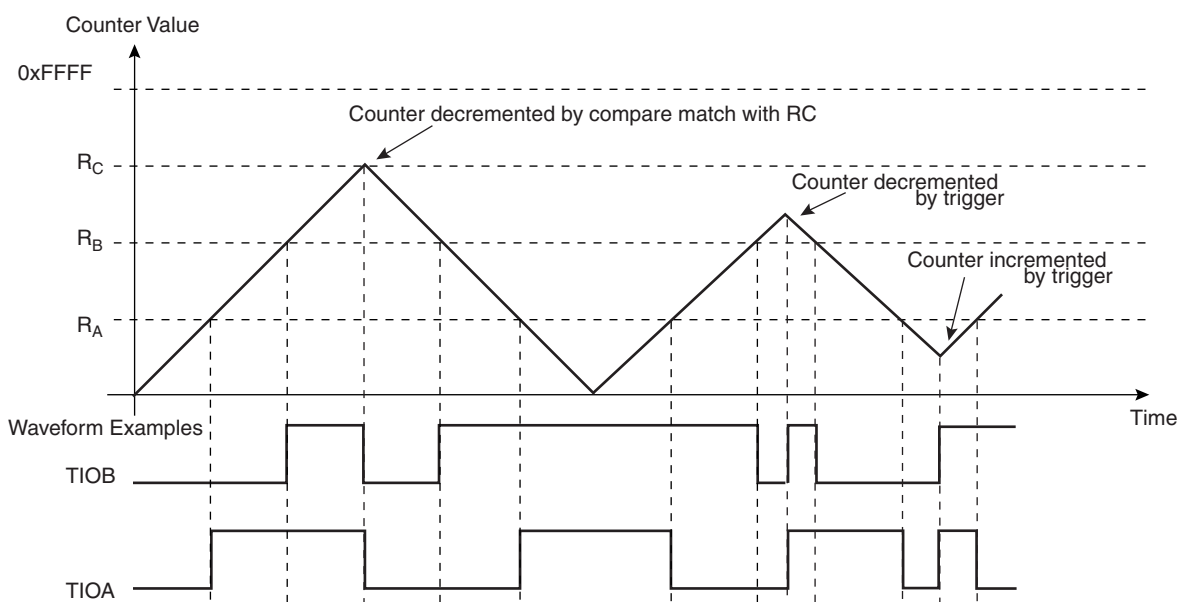 Counter Value
0xFFFF
Counter decremented by compare match with RC
RC
Counter decremented
by trigger
RB
Counter incremented
by trigger
RA
Time
Waveform Examples
TIOB
TIOA